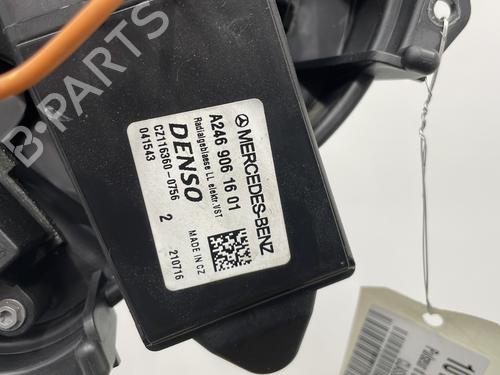 MERCEDES-BENZ
A246 906 16 01
Radialgeblaese LL elektr.VST
DENSO
CZ116360-0756 2
041543
MADE IN CZ
210716
B-PARTS